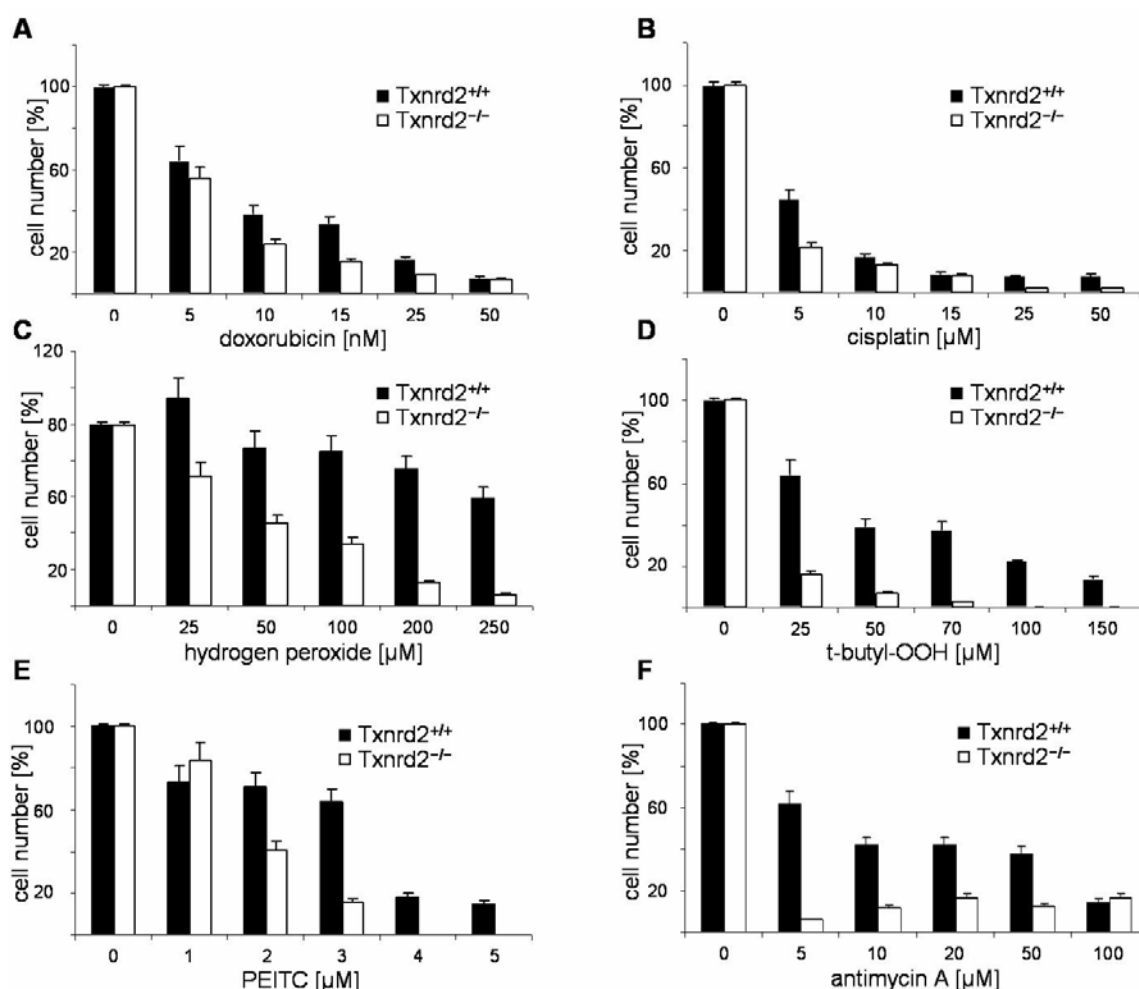 A
cell number [%]
100
60
20
Txnrd2+/+
Txnrd2−/−
0 5 10 15 25 50
doxorubicin [nM]
B
cell number [%]
100
60
20
Txnrd2+/+
Txnrd2−/−
0 5 10 15 25 50
cisplatin [µM]
C
cell number [%]
120
80
60
20
Txnrd2+/+
Txnrd2−/−
0 25 50 100 200 250
hydrogen peroxide [µM]
D
cell number [%]
100
60
20
Txnrd2+/+
Txnrd2−/−
0 25 50 70 100 150
t-butyl-OOH [µM]
E
cell number [%]
100
60
20
Txnrd2+/+
Txnrd2−/−
0 1 2 3 4 5
PEITC [µM]
F
cell number [%]
100
60
20
Txnrd2+/+
Txnrd2−/−
0 5 10 20 50 100
antimycin A [µM]